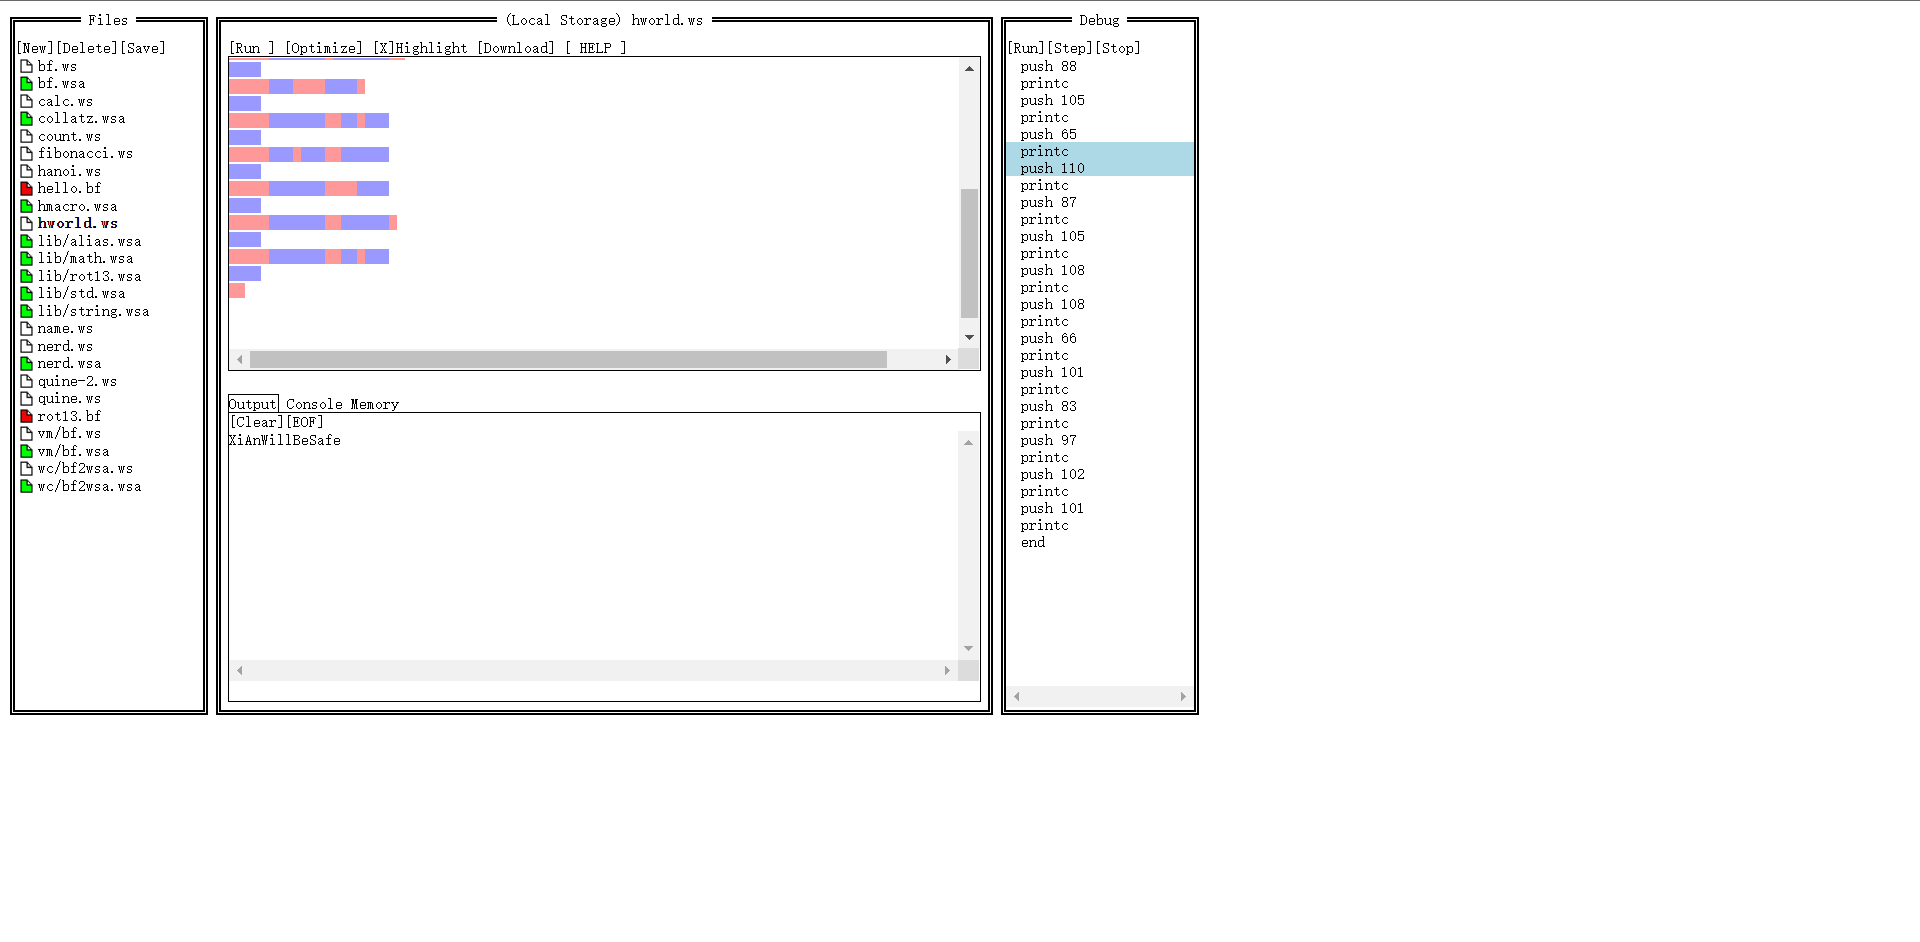 Files
[New][Delete][Save]
bf.ws
bf.wsa
calc.ws
collatz.wsa
count.ws
fibonacci.ws
hanoi.ws
hello.bf
hmacro.wsa
hworld.ws
lib/alias.wsa
lib/math.wsa
lib/rot13.wsa
lib/std.wsa
lib/string.wsa
name.ws
nerd.ws
nerd.wsa
quine-2.ws
quine.ws
rot13.bf
vm/bf.ws
vm/bf.wsa
wc/bf2wsa.ws
wc/bf2wsa.wsa
(Local Storage) hworld.ws
[Run ] [Optimize] [X]Highlight [Download] [ HELP ]
Output Console Memory
[Clear][EOF]
XiAnWillBeSafe
Debug
[Run][Step][Stop]
push 88
printc
push 105
printc
push 65
printc
push 110
printc
push 87
printc
push 105
printc
push 108
printc
push 108
printc
push 66
printc
push 101
printc
push 83
printc
push 97
printc
push 102
printc
push 101
printc
end